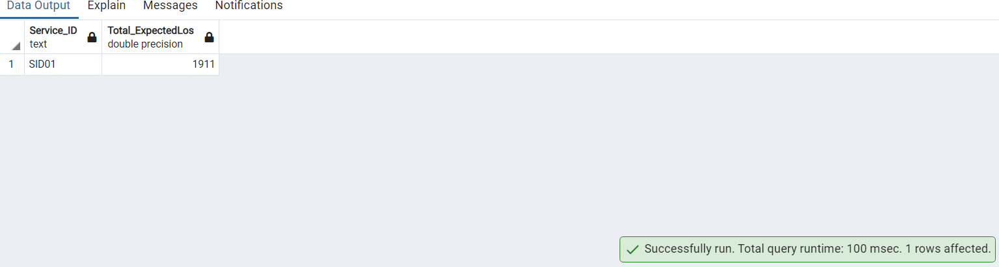 Data Output Explain Messages Notifications
Service_ID Total_ExpectedLos
text double precision
1 SID01 1911
Successfully run. Total query runtime: 100 msec. 1 rows affected.